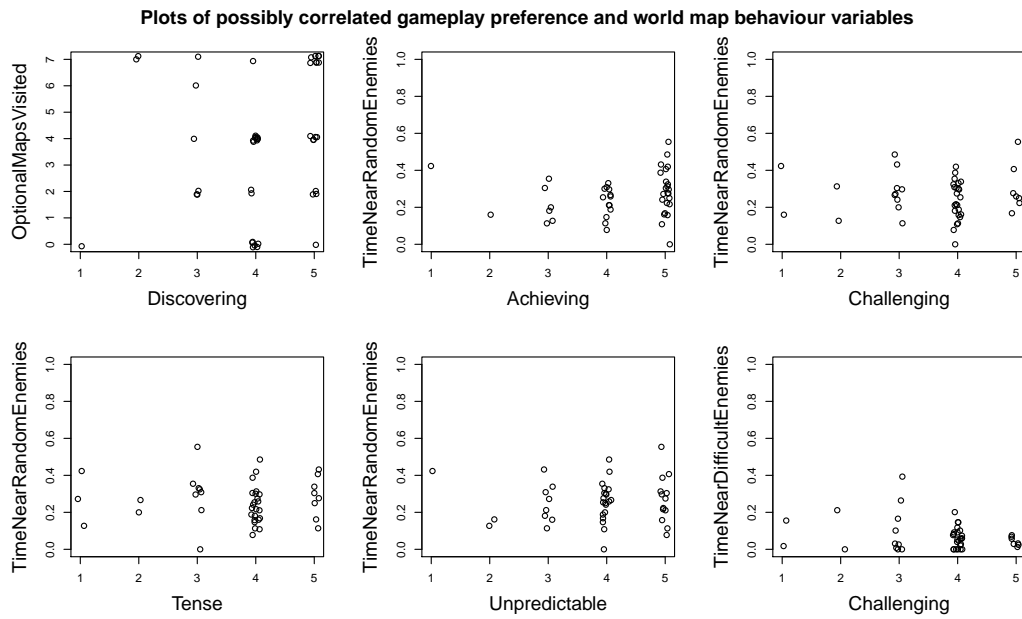 Plots of possibly correlated gameplay preference and world map behaviour variables
OptionalMapsVisited
7
6
5
4
3
2
1
0
1 2 3 4 5
Discovering
TimeNearRandomEnemies
1.0
0.8
0.6
0.4
0.2
0.0
1 2 3 4 5
Achieving
TimeNearRandomEnemies
1.0
0.8
0.6
0.4
0.2
0.0
1 2 3 4 5
Challenging
TimeNearRandomEnemies
1.0
0.8
0.6
0.4
0.2
0.0
1 2 3 4 5
Tense
TimeNearRandomEnemies
1.0
0.8
0.6
0.4
0.2
0.0
1 2 3 4 5
Unpredictable
TimeNearDifficultEnemies
1.0
0.8
0.6
0.4
0.2
0.0
1 2 3 4 5
Challenging